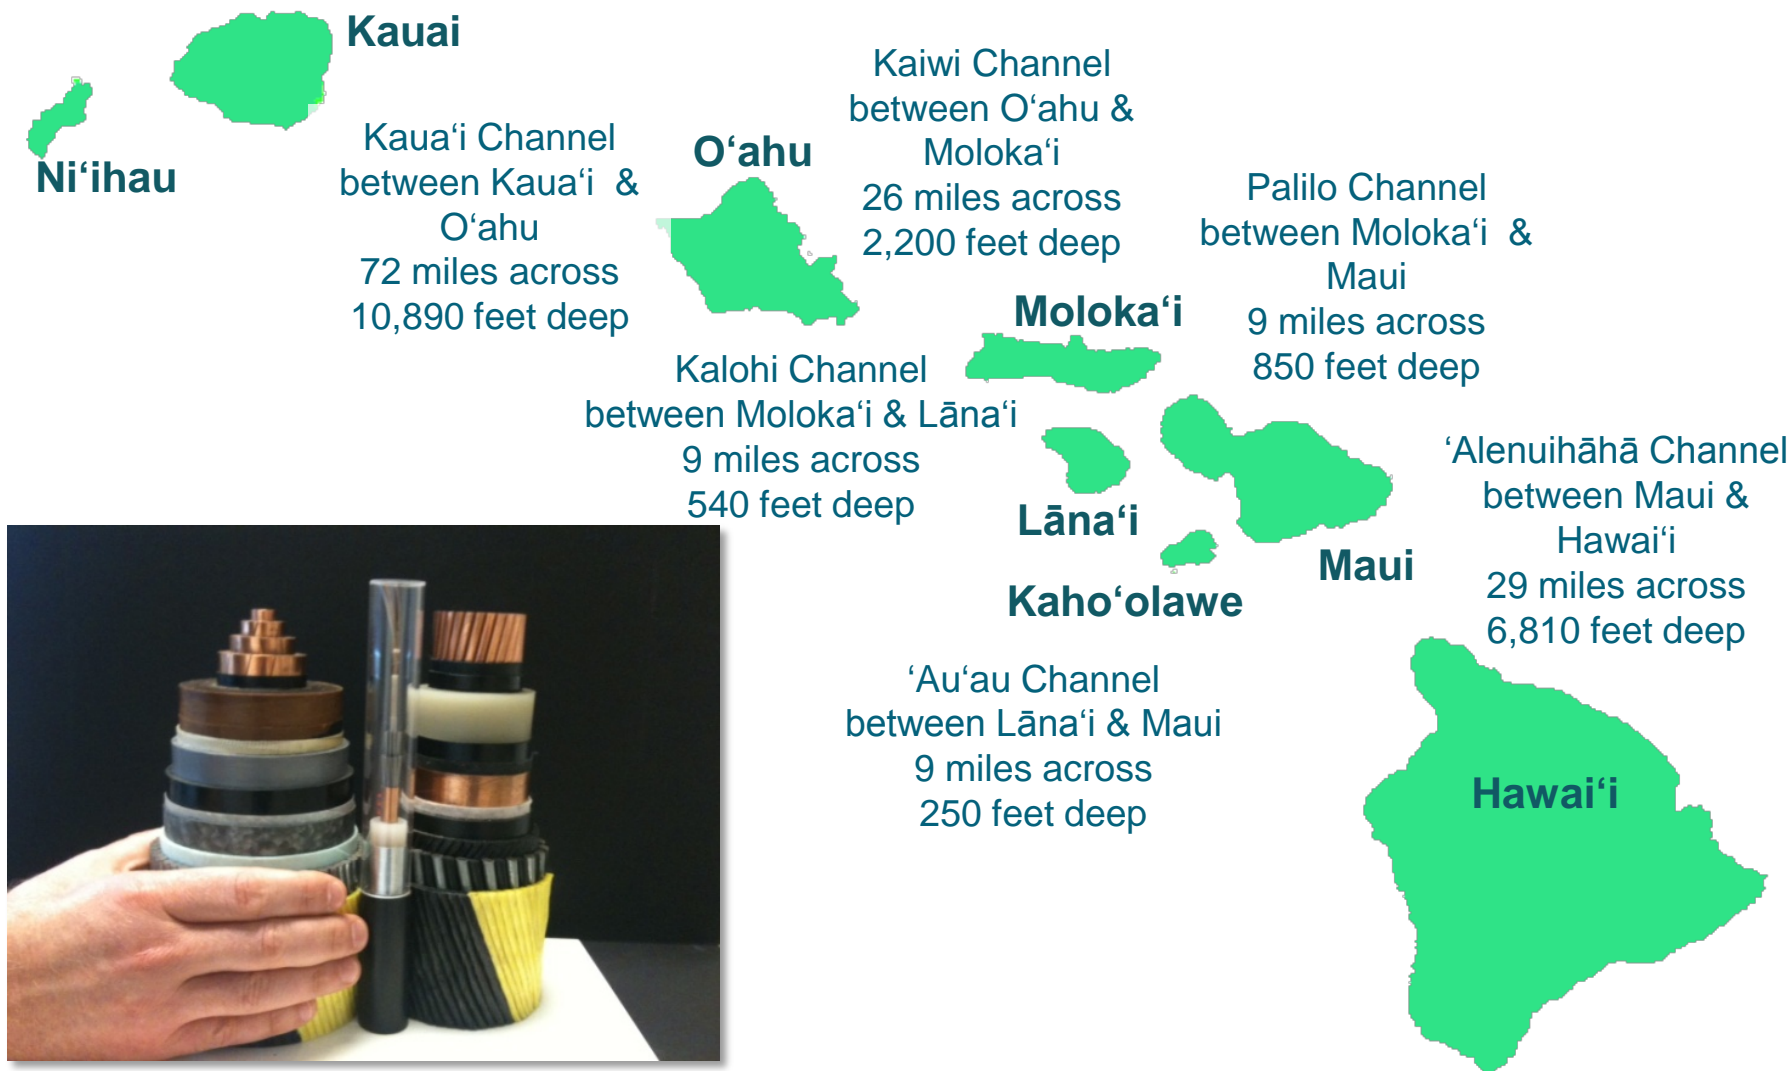 Kauai
Ni‘ihau
Kaua‘i Channel
between Kaua‘i &
O‘ahu
72 miles across
10,890 feet deep
O‘ahu
Kaiwi Channel
between O‘ahu &
Moloka‘i
26 miles across
2,200 feet deep
Palilo Channel
between Moloka‘i &
Maui
9 miles across
850 feet deep
Moloka‘i
Kalohi Channel
between Moloka‘i & Lāna‘i
9 miles across
540 feet deep
Lāna‘i
Kaho‘olawe
Maui
‘Alenuihāhā Channel
between Maui &
Hawai‘i
29 miles across
6,810 feet deep
‘Au‘au Channel
between Lāna‘i & Maui
9 miles across
250 feet deep
Hawai‘i